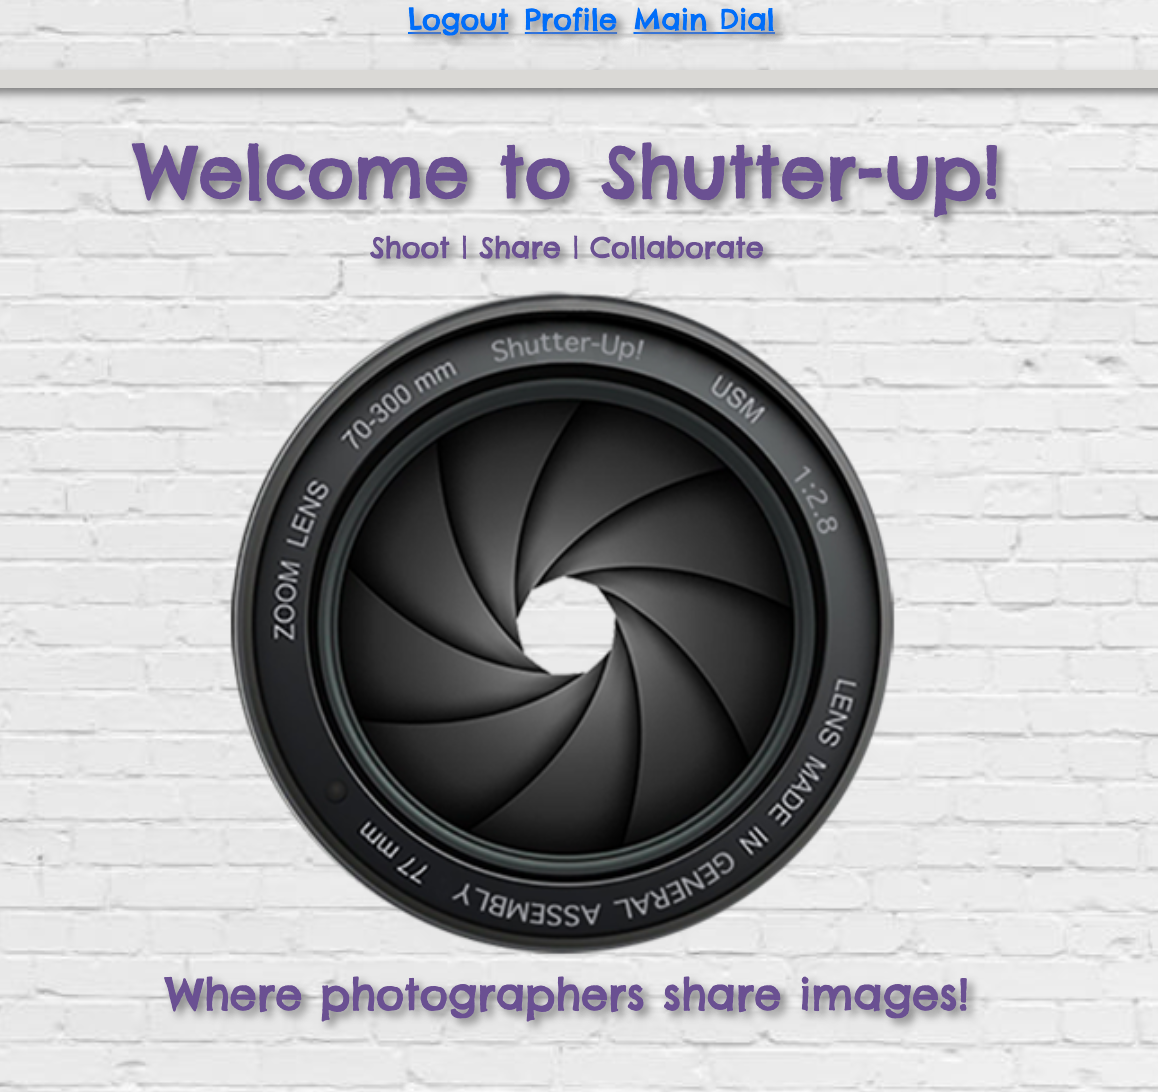 Logout Profile Main Dial
Welcome to Shutter-up!
Shoot | Share | Collaborate
Shutter-Up!
USM
1:2.8
LENS MADE IN GENERAL ASSEMBLY
77 mm
ZOOM LENS
70-300 mm
Where photographers share images!